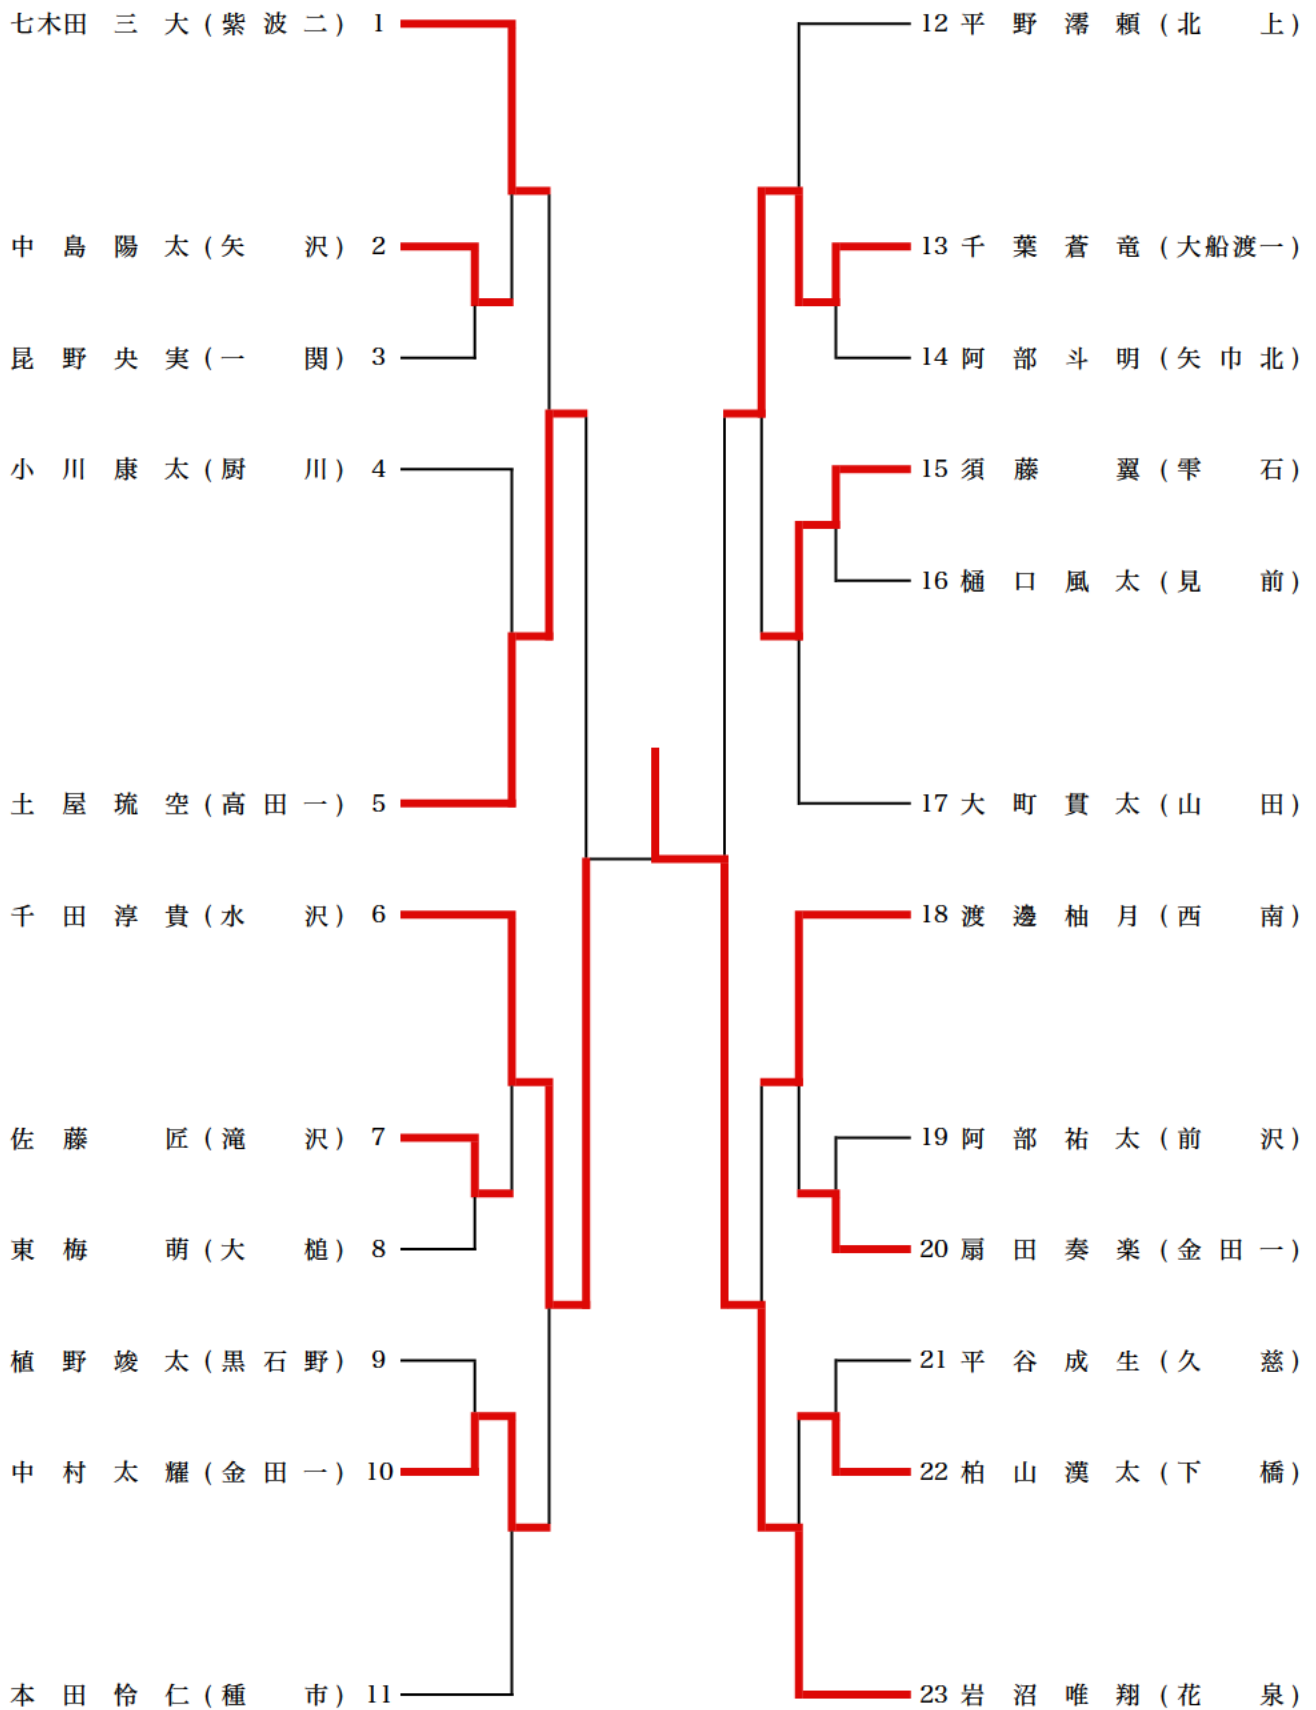 七木田 三 大 (紫 波 二) 1
中 島 陽 太 (矢 沢) 2
昆 野 央 実 (一 関) 3
小 川 康 太 (厨 川) 4
土 屋 琉 空 (高 田 一) 5
千 田 淳 貴 (水 沢) 6
佐 藤 匠 (滝 沢) 7
東 梅 萌 (大 槌) 8
植 野 竣 太 (黒 石 野) 9
中 村 太 耀 (金 田 一) 10
本 田 怜 仁 (種 市) 11
12 平 野 澪 頼 (北 上)
13 千 葉 蒼 竜 (大船渡一)
14 阿 部 斗 明 (矢 巾 北)
15 須 藤 翼 (雫 石)
16 樋 口 風 太 (見 前)
17 大 町 貫 太 (山 田)
18 渡 邊 柚 月 (西 南)
19 阿 部 祐 太 (前 沢)
20 扇 田 奏 楽 (金 田 一)
21 平 谷 成 生 (久 慈)
22 柏 山 漢 太 (下 橋)
23 岩 沼 唯 翔 (花 泉)